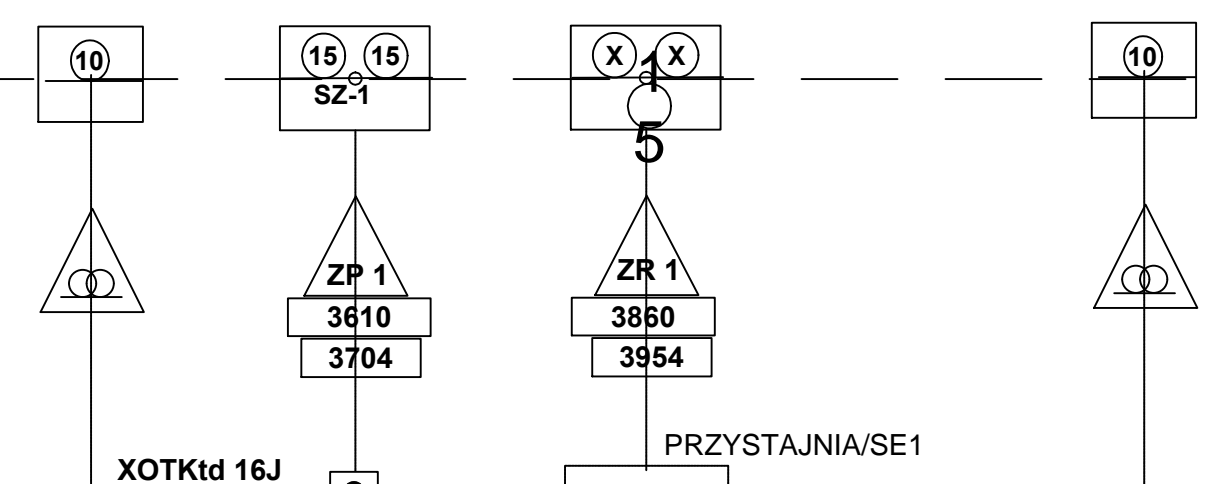 10
15 15
X X
1
5
10
SZ-1
ZP 1
ZR 1
3610
3860
3704
3954
PRZYSTAJNIA/SE1
XOTKtd 16J